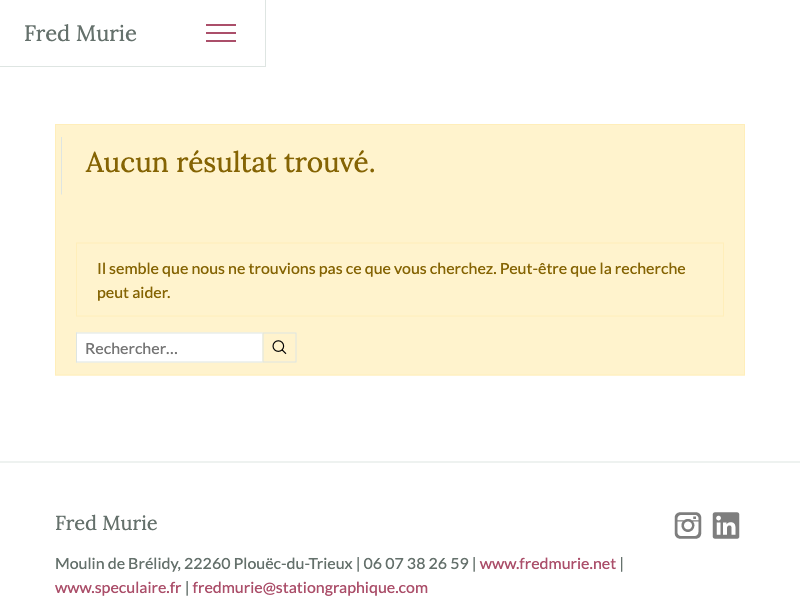 Fred Murie
Aucun résultat trouvé.
Il semble que nous ne trouvions pas ce que vous cherchez. Peut-être que la recherche
peut aider.
Rechercher...
Fred Murie
Moulin de Brélidy, 22260 Plouëc-du-Trieux | 06 07 38 26 59 | www.fredmurie.net |
www.speculaire.fr | fredmurie@stationgraphique.com